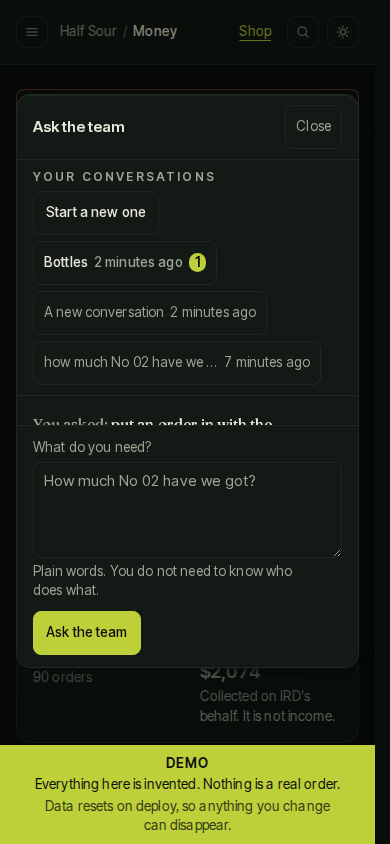 Half Sour / Money Shop
Ask the team Close
YOUR CONVERSATIONS
Start a new one
Bottles 2 minutes ago 1
A new conversation 2 minutes ago
how much No 02 have we ... 7 minutes ago
You asked: put an order in with the
What do you need?
How much No 02 have we got?
Plain words. You do not need to know who
does what.
Ask the team
90 orders
$2,074
Collected on IRD's
behalf. It is not income.
DEMO
Everything here is invented. Nothing is a real order.
Data resets on deploy, so anything you change
can disappear.